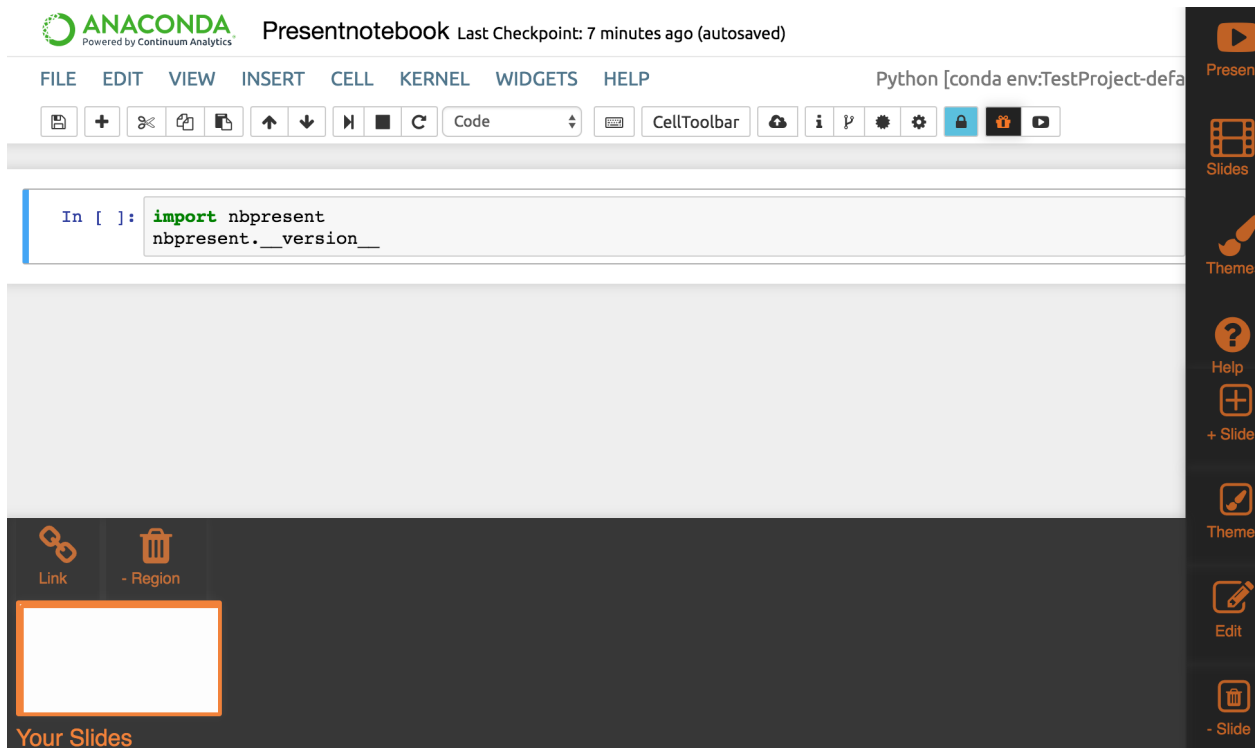 ANACONDA
Powered by Continuum Analytics
Presentnotebook Last Checkpoint: 7 minutes ago (autosaved)
FILE EDIT VIEW INSERT CELL KERNEL WIDGETS HELP Python [conda env:TestProject-defa
Code CellToolbar
In [ ]: import nbpresent
nbpresent.__version__
Present
Slides
Theme
Help
+ Slide
Theme
Edit
- Slide
Link - Region
Your Slides